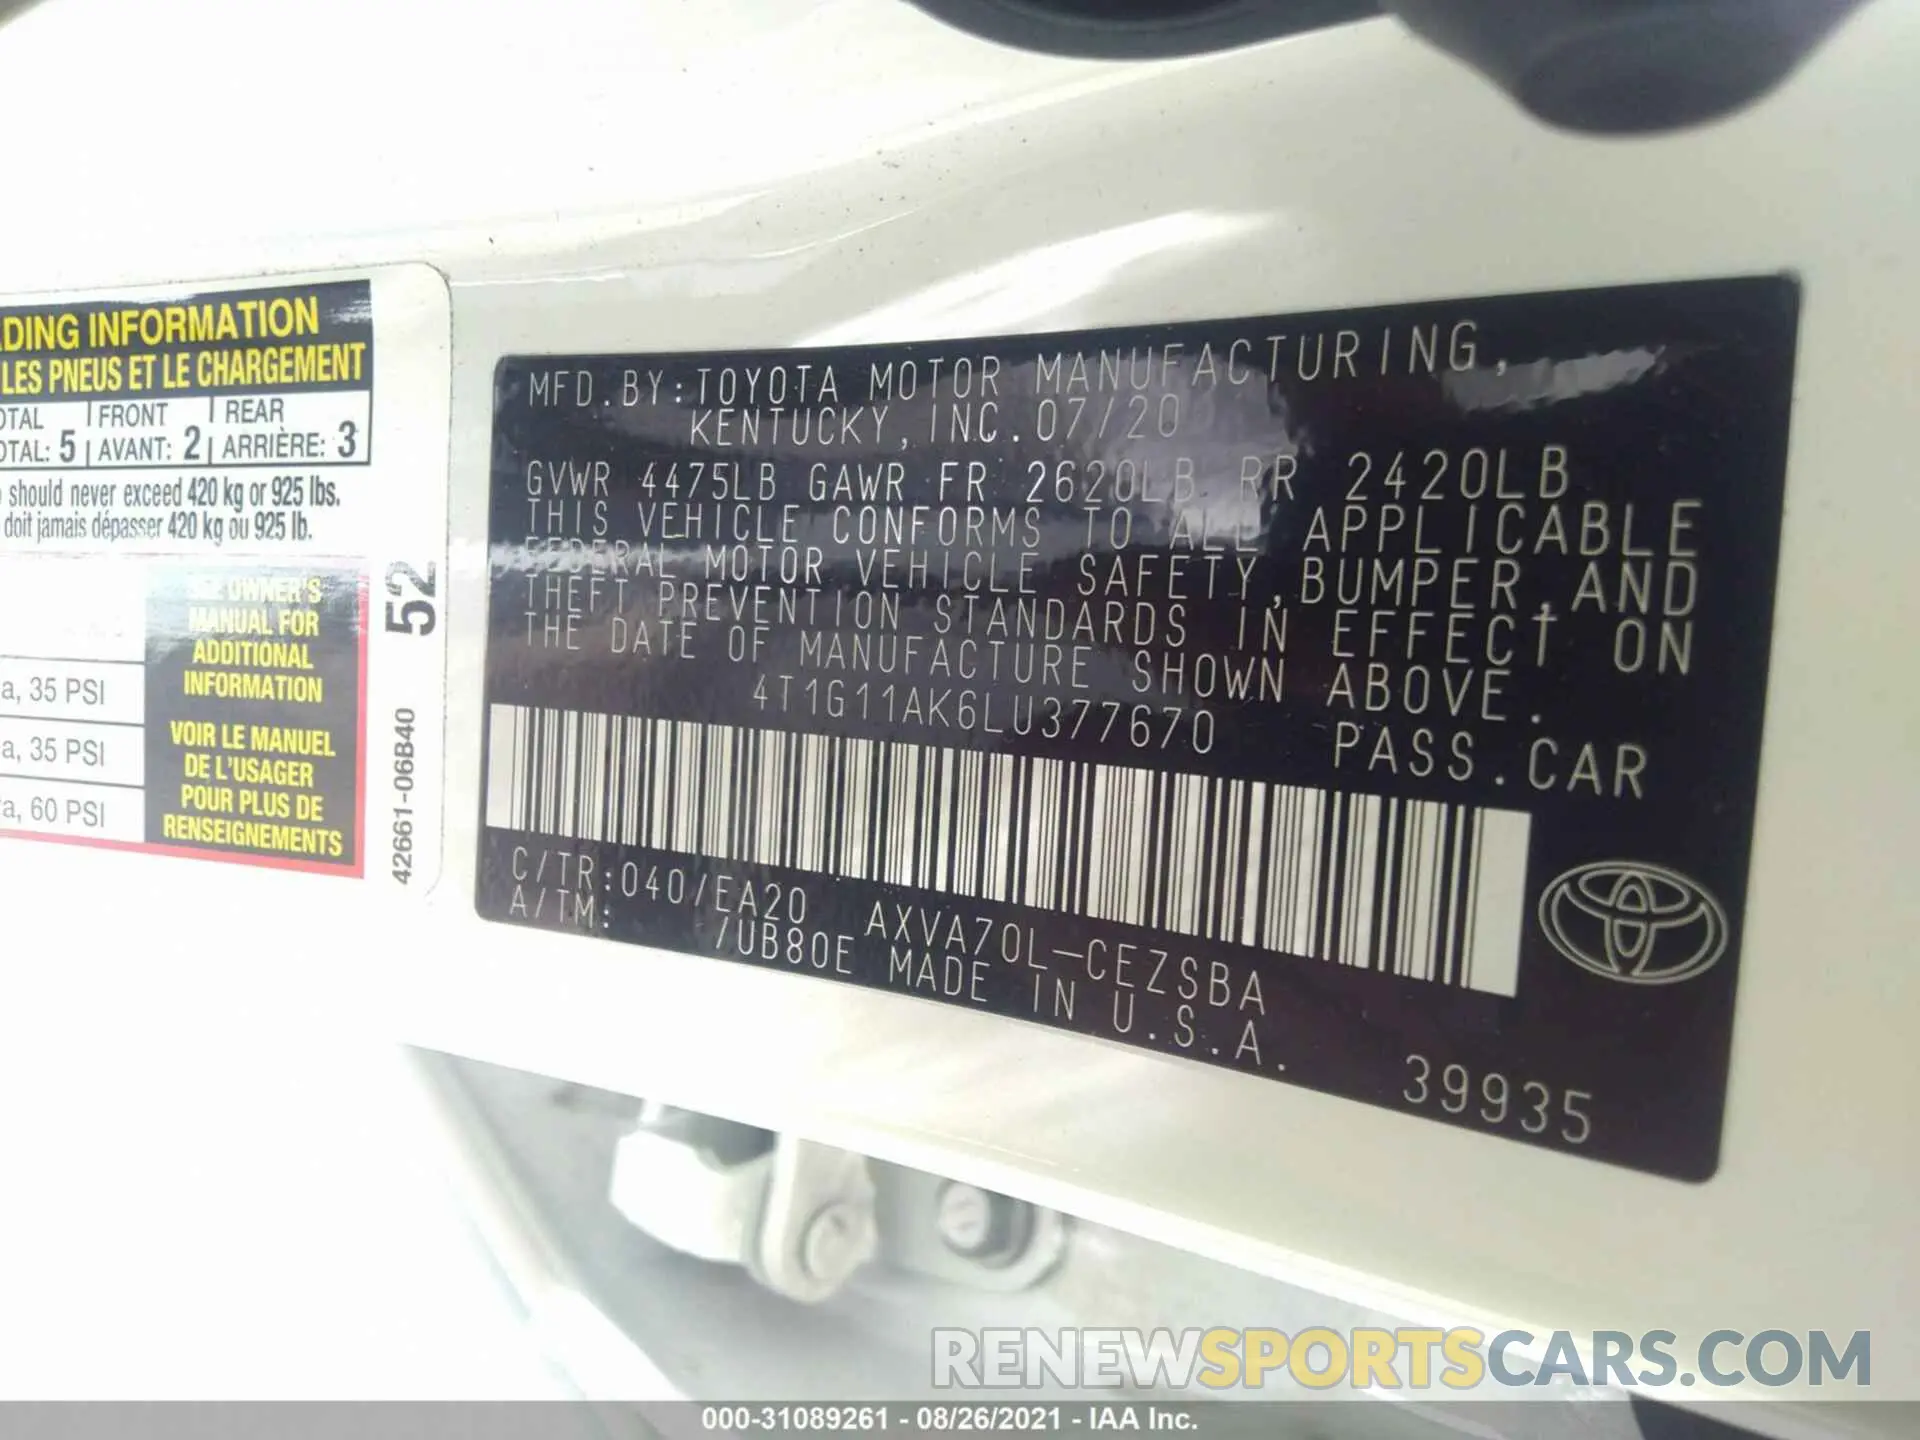 ADING INFORMATION
LES PNEUS ET LE CHARGEMENT
OTAL FRONT REAR
OTAL: 5 AVANT: 2 ARRIÈRE: 3
should never exceed 420 kg or 925 lbs.
doit jamais dépasser 420 kg ou 925 lb.
SEE OWNER'S
MANUAL FOR
ADDITIONAL
INFORMATION
VOIR LE MANUEL
DE L'USAGER
POUR PLUS DE
RENSEIGNEMENTS
a, 35 PSI
a, 35 PSI
a, 60 PSI
42661-06B40 52
MFD. BY: TOYOTA MOTOR MANUFACTURING,
KENTUCKY, INC. 07/20
GVWR 4475LB GAWR FR 2620LB RR 2420LB
THIS VEHICLE CONFORMS TO ALL APPLICABLE
FEDERAL MOTOR VEHICLE SAFETY, BUMPER, AND
THEFT PREVENTION STANDARDS IN EFFECT ON
THE DATE OF MANUFACTURE SHOWN ABOVE.
4T1G11AK6LU377670 PASS. CAR
C/TR: 040/EA20 AXVA70L-CEZSBA
A/TM: /UB80E MADE IN U.S.A.
39935
RENEWSPORTSCARS.COM
000-31089261 - 08/26/2021 - IAA Inc.